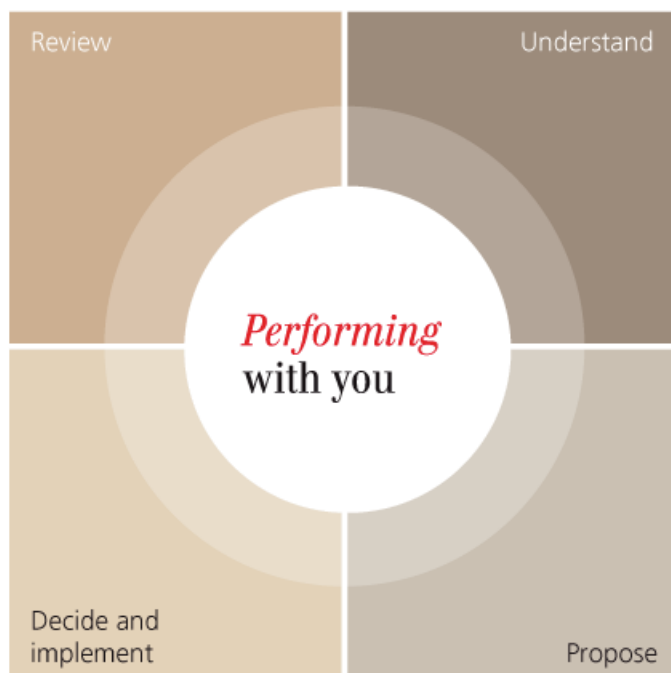 Review
Understand
Performing
with you
Decide and
implement
Propose